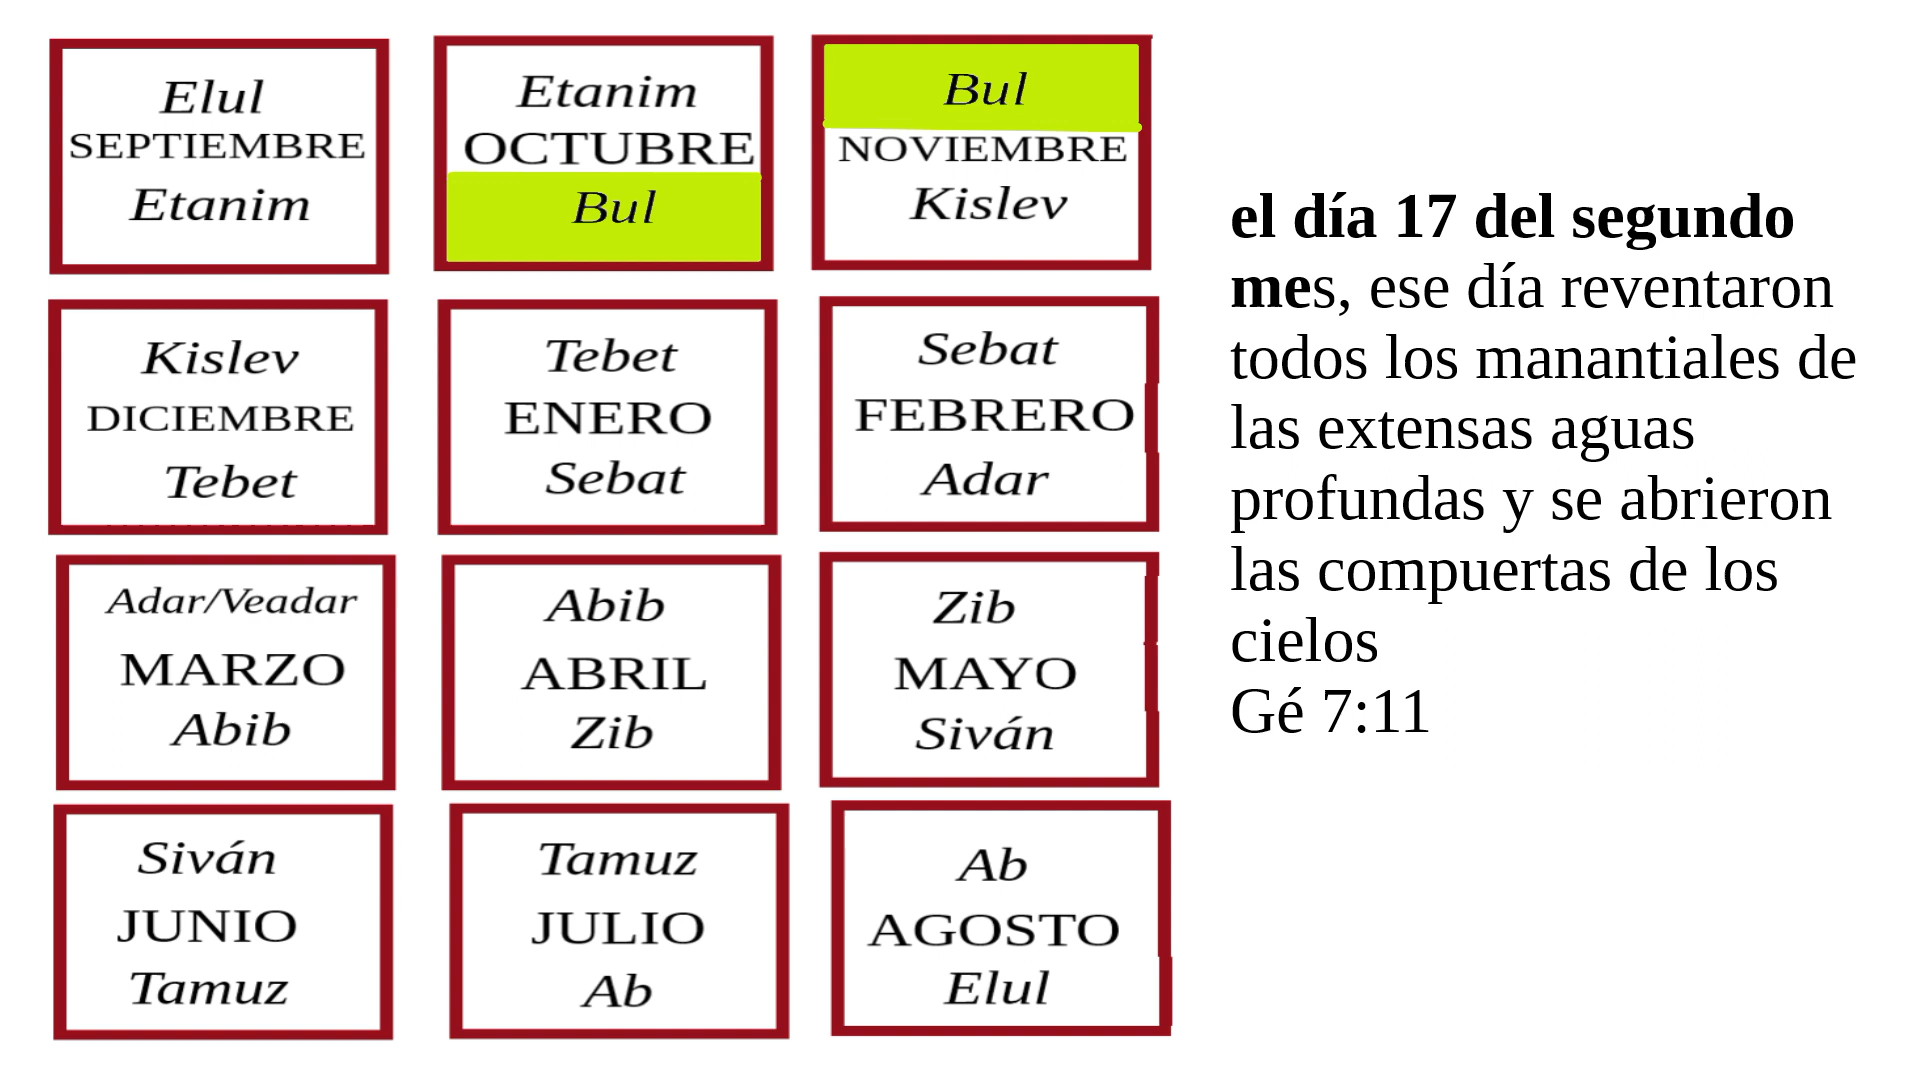 Elul
SEPTIEMBRE
Etanim
Etanim
OCTUBRE
Bul
Bul
NOVIEMBRE
Kislev
Kislev
DICIEMBRE
Tebet
Tebet
ENERO
Sebat
Sebat
FEBRERO
Adar
Adar/Veadar
MARZO
Abib
Abib
ABRIL
Zib
Zib
MAYO
Siván
Siván
JUNIO
Tamuz
Tamuz
JULIO
Ab
Ab
AGOSTO
Elul
el día 17 del segundo
mes, ese día reventaron
todos los manantiales de
las extensas aguas
profundas y se abrieron
las compuertas de los
cielos
Gé 7:11